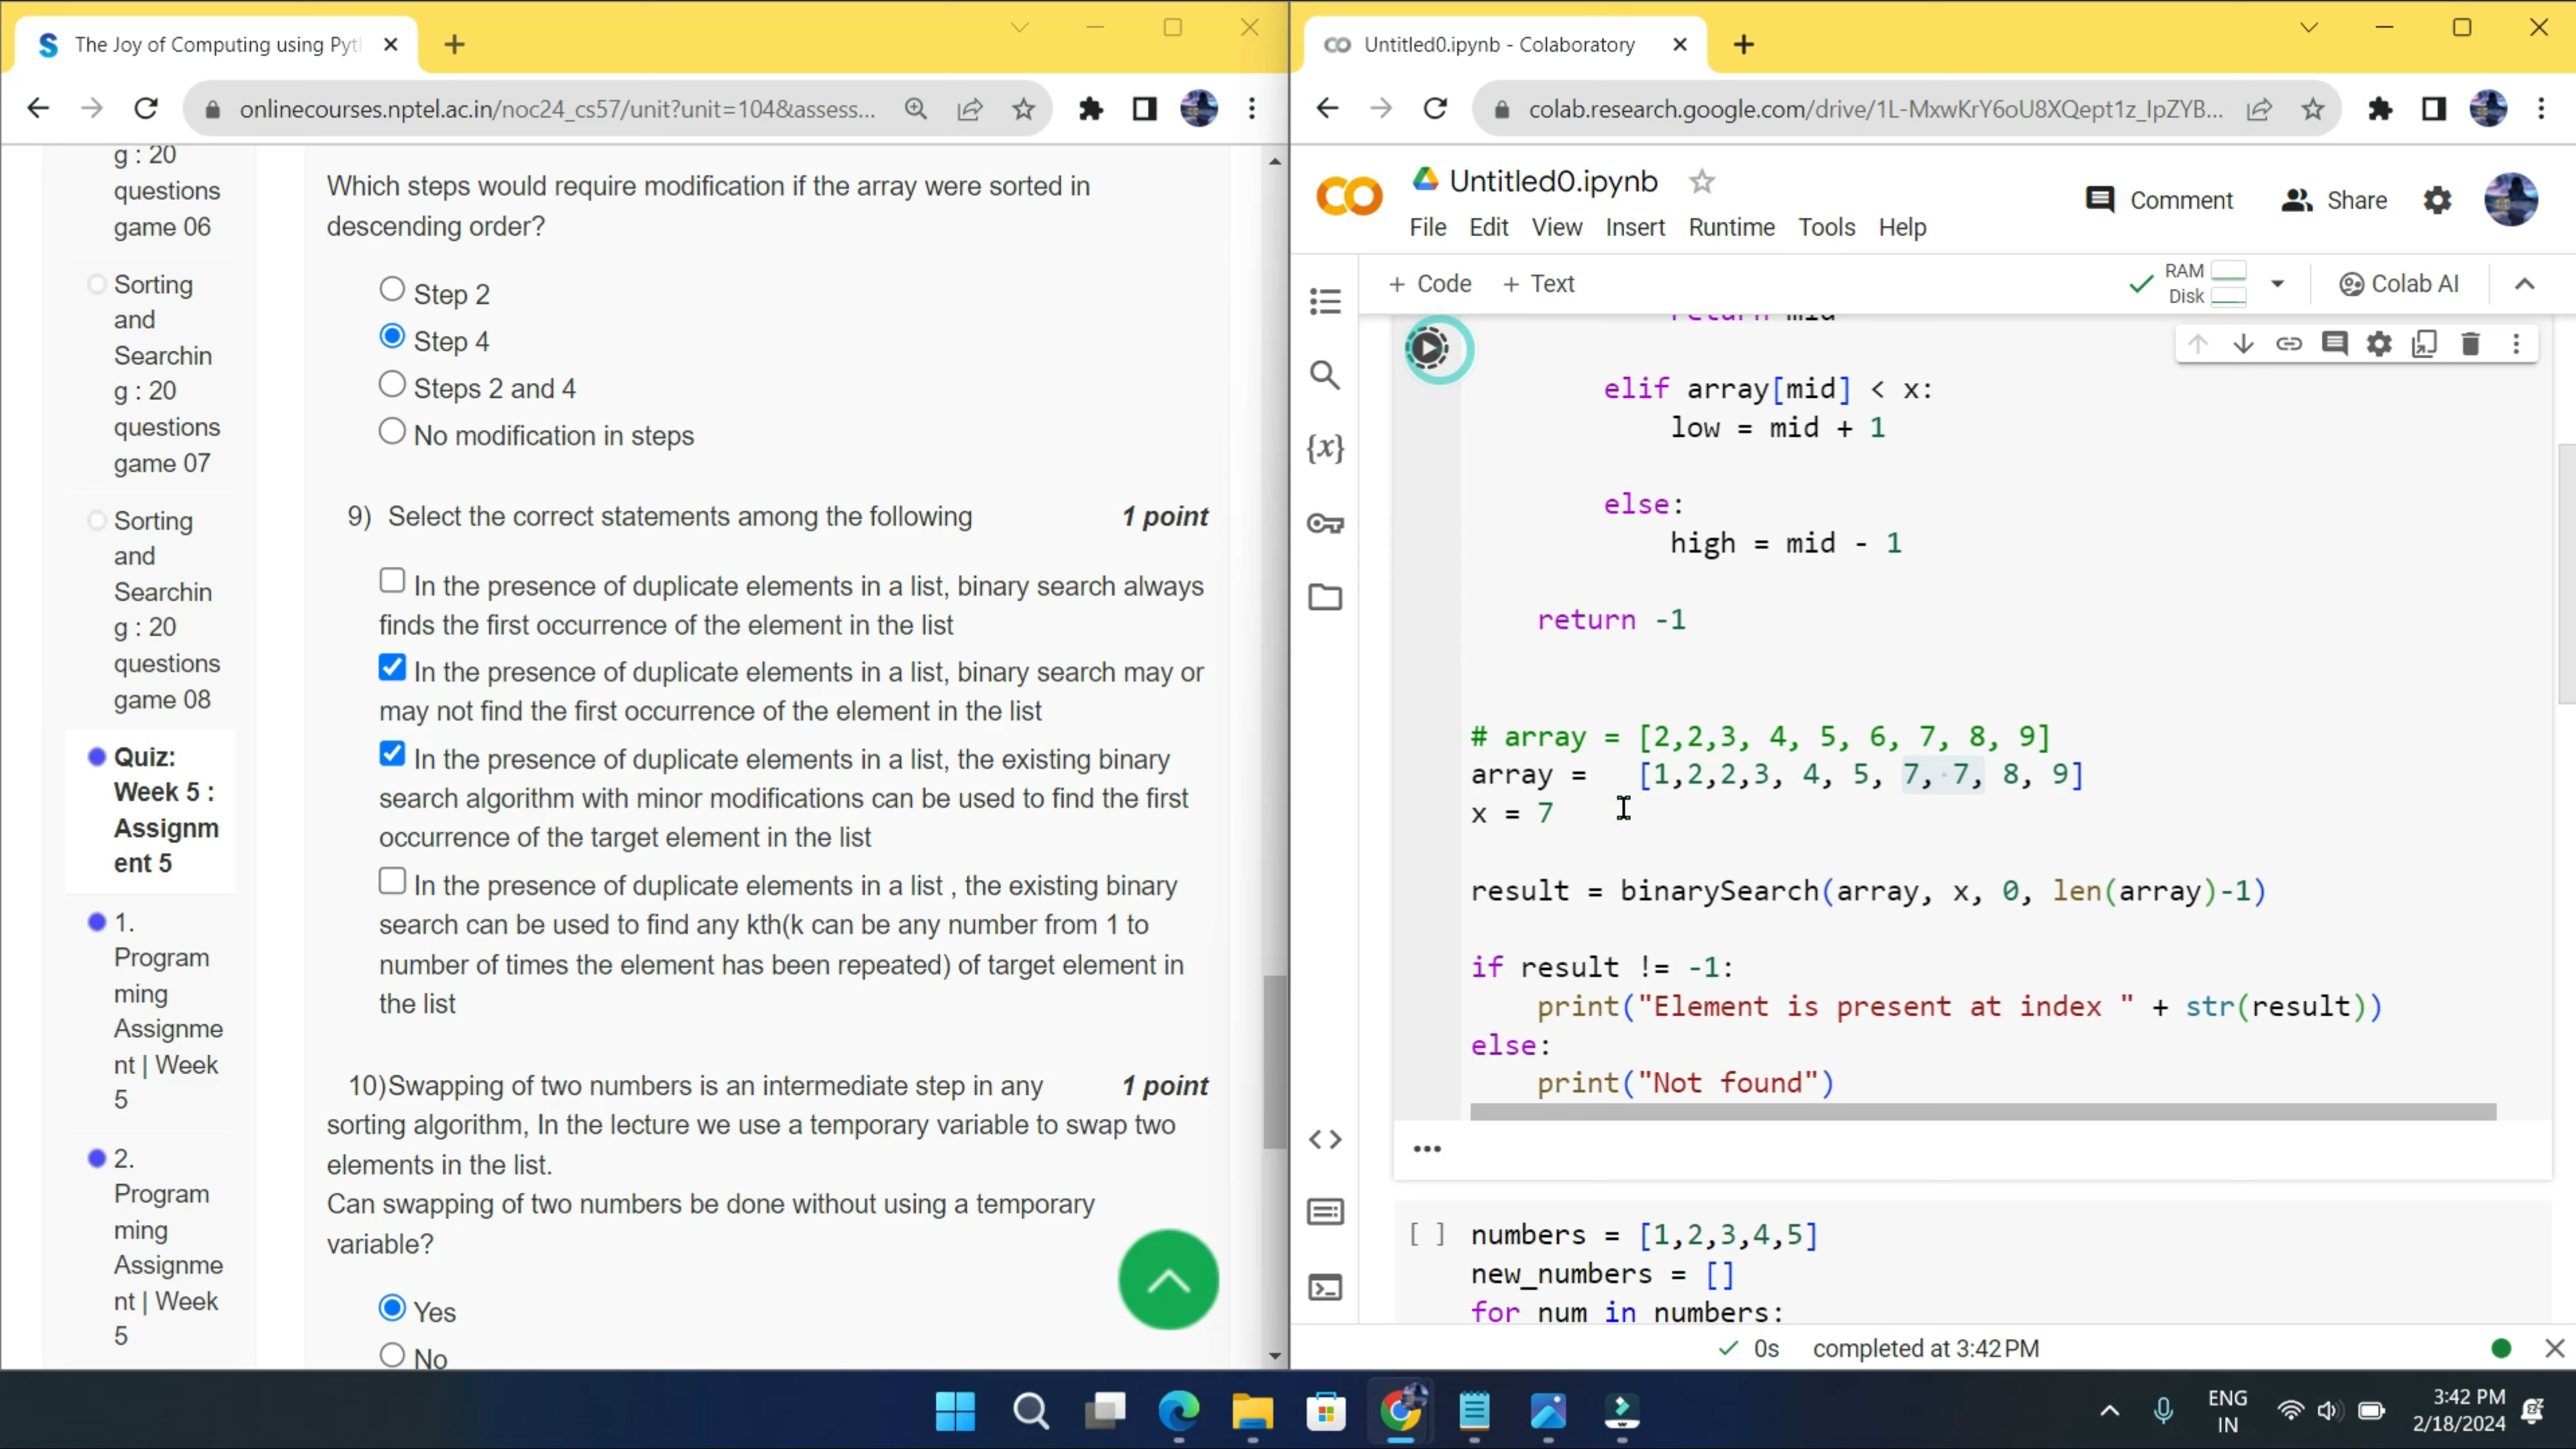 The Joy of Computing using Pyt
onlinecourses.nptel.ac.in/noc24_cs57/unit?unit=104&assess...
g : 20
questions
game 06
Sorting
and
Searchin
g : 20
questions
game 07
Sorting
and
Searchin
g : 20
questions
game 08
Quiz:
Week 5 :
Assignm
ent 5
1.
Program
ming
Assignme
nt | Week
5
2.
Program
ming
Assignme
nt | Week
5
Which steps would require modification if the array were sorted in
descending order?
Step 2
Step 4
Steps 2 and 4
No modification in steps
9) Select the correct statements among the following 1 point
In the presence of duplicate elements in a list, binary search always
finds the first occurrence of the element in the list
In the presence of duplicate elements in a list, binary search may or
may not find the first occurrence of the element in the list
In the presence of duplicate elements in a list, the existing binary
search algorithm with minor modifications can be used to find the first
occurrence of the target element in the list
In the presence of duplicate elements in a list , the existing binary
search can be used to find any kth(k can be any number from 1 to
number of times the element has been repeated) of target element in
the list
10)Swapping of two numbers is an intermediate step in any 1 point
sorting algorithm, In the lecture we use a temporary variable to swap two
elements in the list.
Can swapping of two numbers be done without using a temporary
variable?
Yes
No
Untitled0.ipynb - Colaboratory
colab.research.google.com/drive/1L-MxwKrY6oU8XQept1z_IpZYB...
Untitled0.ipynb
Comment Share
File Edit View Insert Runtime Tools Help
+ Code + Text
RAM
Disk
Colab AI
return mid
elif array[mid] < x:
low = mid + 1
else:
high = mid - 1
return -1
# array = [2,2,3, 4, 5, 6, 7, 8, 9]
array = [1,2,2,3, 4, 5, 7, 7, 8, 9]
x = 7
result = binarySearch(array, x, 0, len(array)-1)
if result != -1:
print("Element is present at index " + str(result))
else:
print("Not found")
[ ] numbers = [1,2,3,4,5]
new_numbers = []
for num in numbers:
0s completed at 3:42 PM
ENG
IN
3:42 PM
2/18/2024